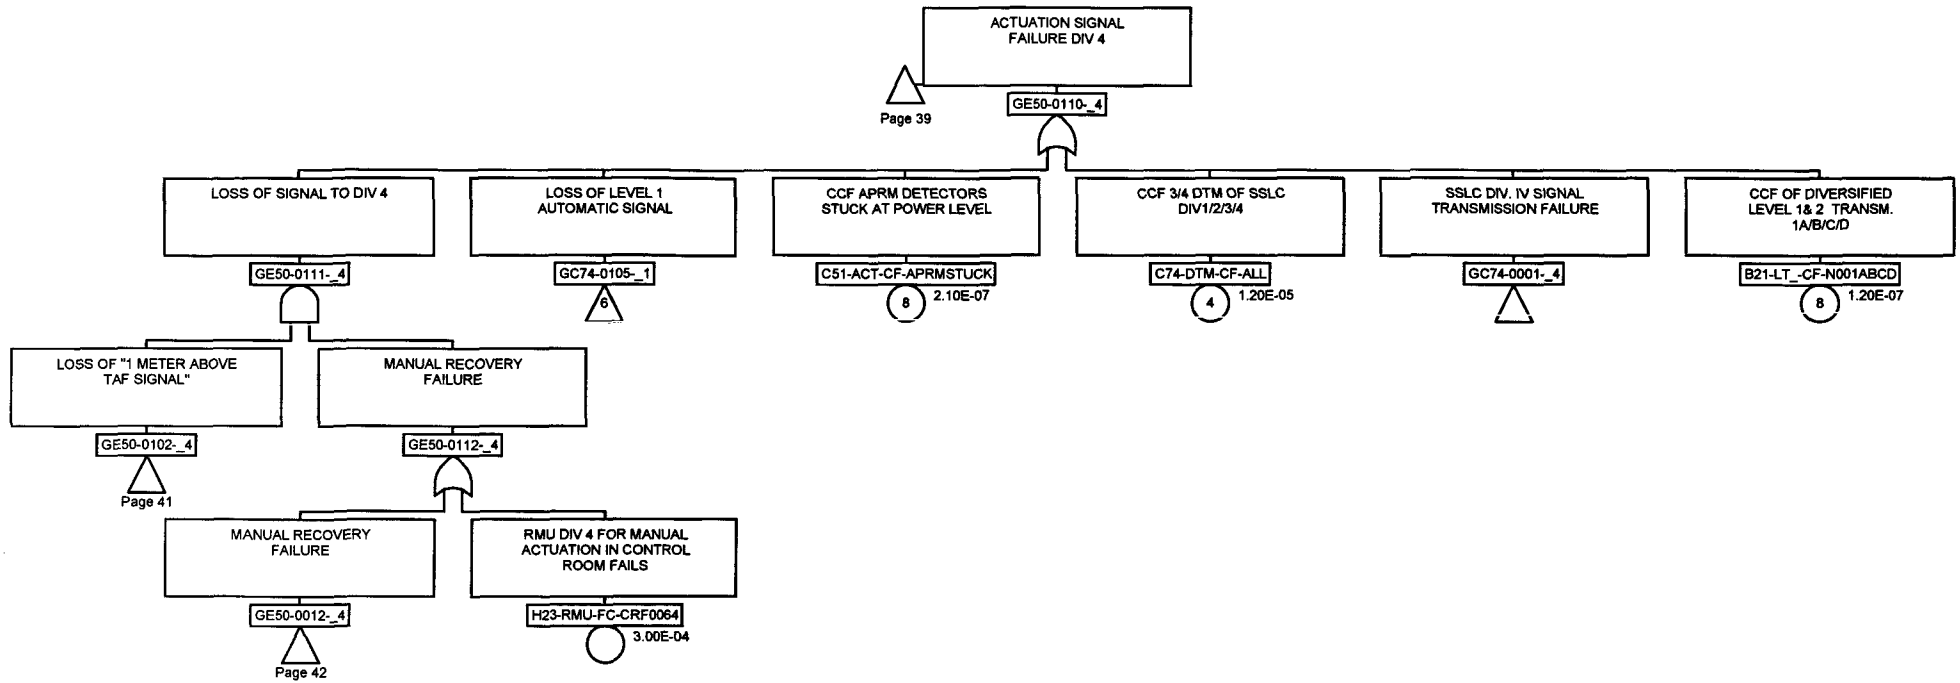 ACTUATION SIGNAL
FAILURE DIV 4
Page 39
GE50-0110-_4
LOSS OF SIGNAL TO DIV 4
GE50-0111-_4
LOSS OF LEVEL 1
AUTOMATIC SIGNAL
GC74-0105-_1
6
CCF APRM DETECTORS
STUCK AT POWER LEVEL
C51-ACT-CF-APRMSTUCK
8
2.10E-07
CCF 3/4 DTM OF SSLC
DIV1/2/3/4
C74-DTM-CF-ALL
4
1.20E-05
SSLC DIV. IV SIGNAL
TRANSMISSION FAILURE
GC74-0001-_4
CCF OF DIVERSIFIED
LEVEL 1& 2 TRANSM.
1A/B/C/D
B21-LT_-CF-N001ABCD
8
1.20E-07
LOSS OF "1 METER ABOVE
TAF SIGNAL"
GE50-0102-_4
Page 41
MANUAL RECOVERY
FAILURE
GE50-0112-_4
MANUAL RECOVERY
FAILURE
GE50-0012-_4
Page 42
RMU DIV 4 FOR MANUAL
ACTUATION IN CONTROL
ROOM FAILS
H23-RMU-FC-CRF0064
3.00E-04